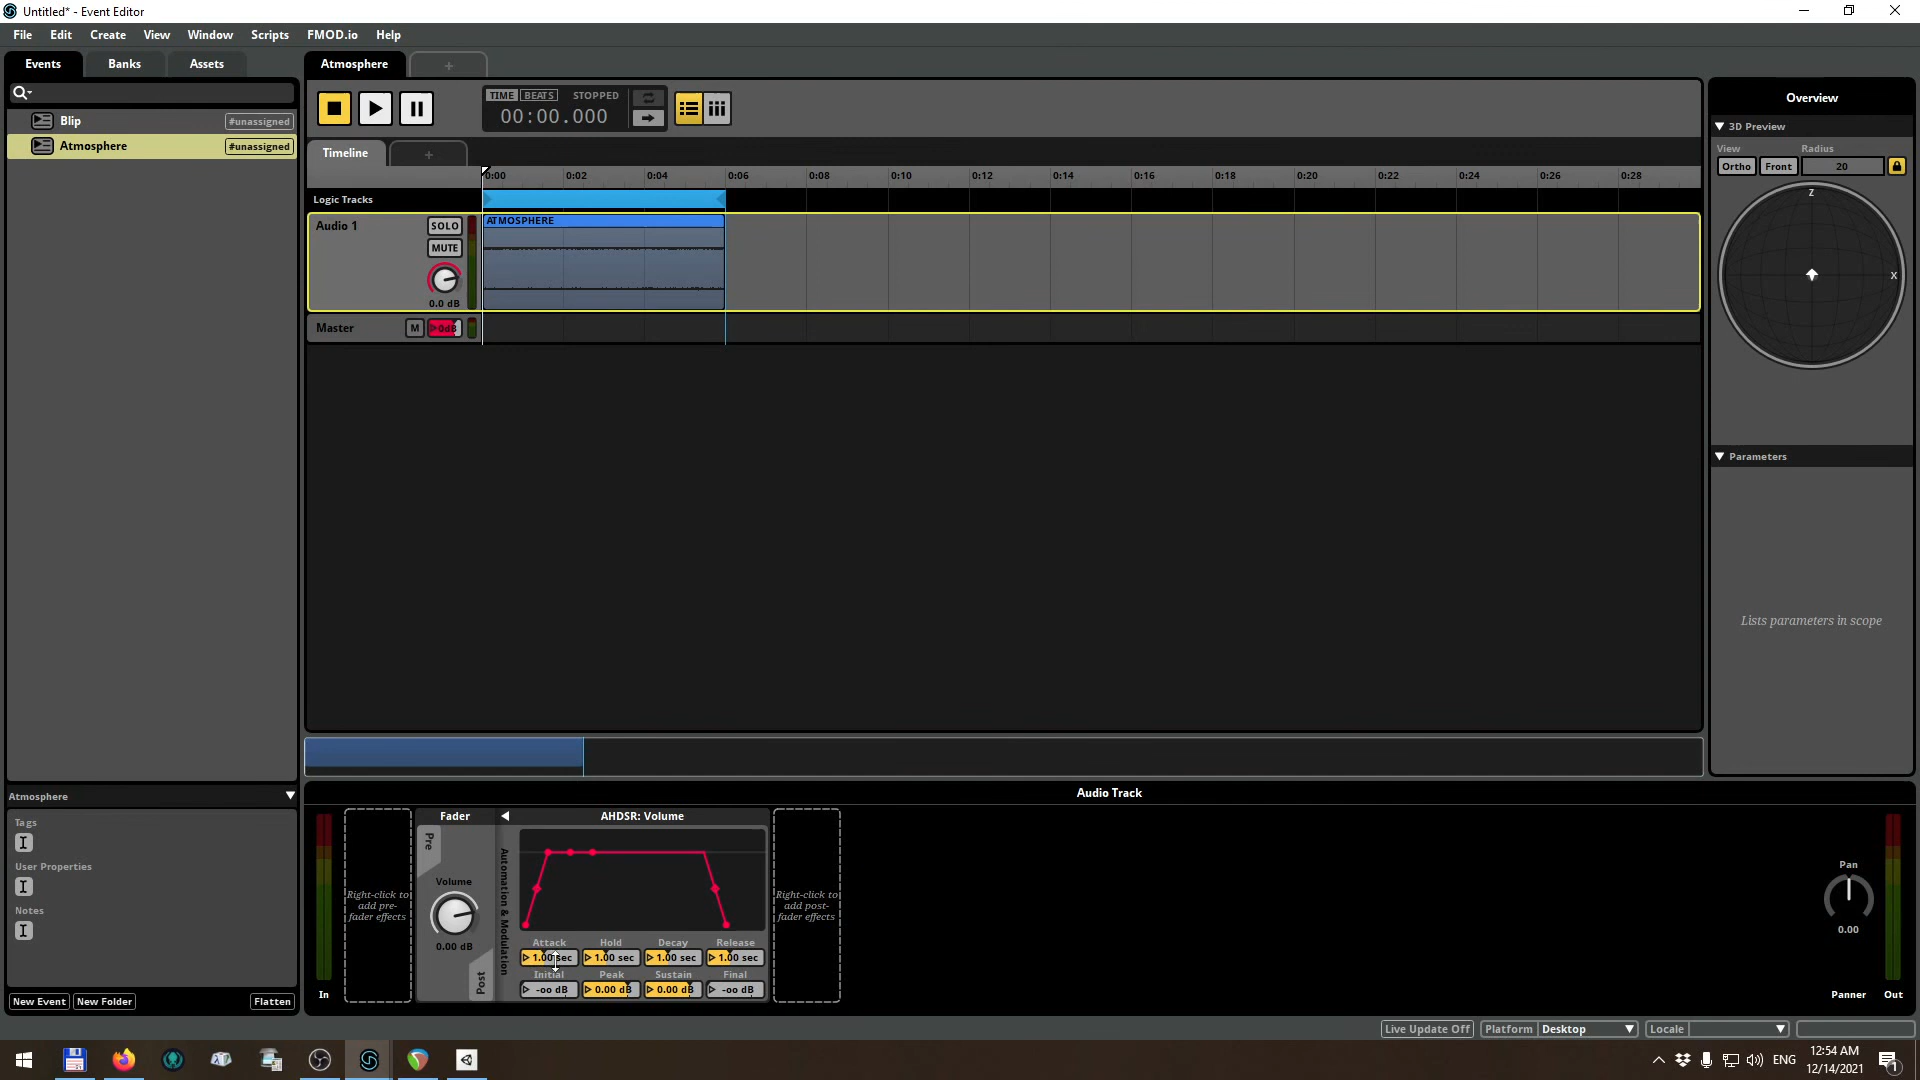 Untitled* - Event Editor
File Edit Create View Window Scripts FMOD.io Help
Events Banks Assets
Blip #unassigned
Atmosphere #unassigned
Atmosphere
Tags
User Properties
Notes
New Event New Folder Flatten
Atmosphere +
TIME BEATS STOPPED
00:00.000
Timeline +
0:00 0:02 0:04 0:06 0:08 0:10 0:12 0:14 0:16 0:18 0:20 0:22 0:24 0:26 0:28
Logic Tracks
Audio 1 SOLO
MUTE
0.0 dB
ATMOSPHERE
Master M 0dB
Overview
3D Preview
View Radius
Ortho Front 20
Z
X
Parameters
Lists parameters in scope
Audio Track
In
Right-click to
add pre-
fader effects
Fader
Pre
Volume
0.00 dB
Post
Automation & Modulation
AHDSR: Volume
Attack Hold Decay Release
1.00 sec 1.00 sec 1.00 sec 1.00 sec
Initial Peak Sustain Final
-oo dB 0.00 dB 0.00 dB -oo dB
Right-click to
add post-
fader effects
Pan
0.00
Panner Out
Live Update Off Platform Desktop Locale
ENG 12:54 AM
12/14/2021
1